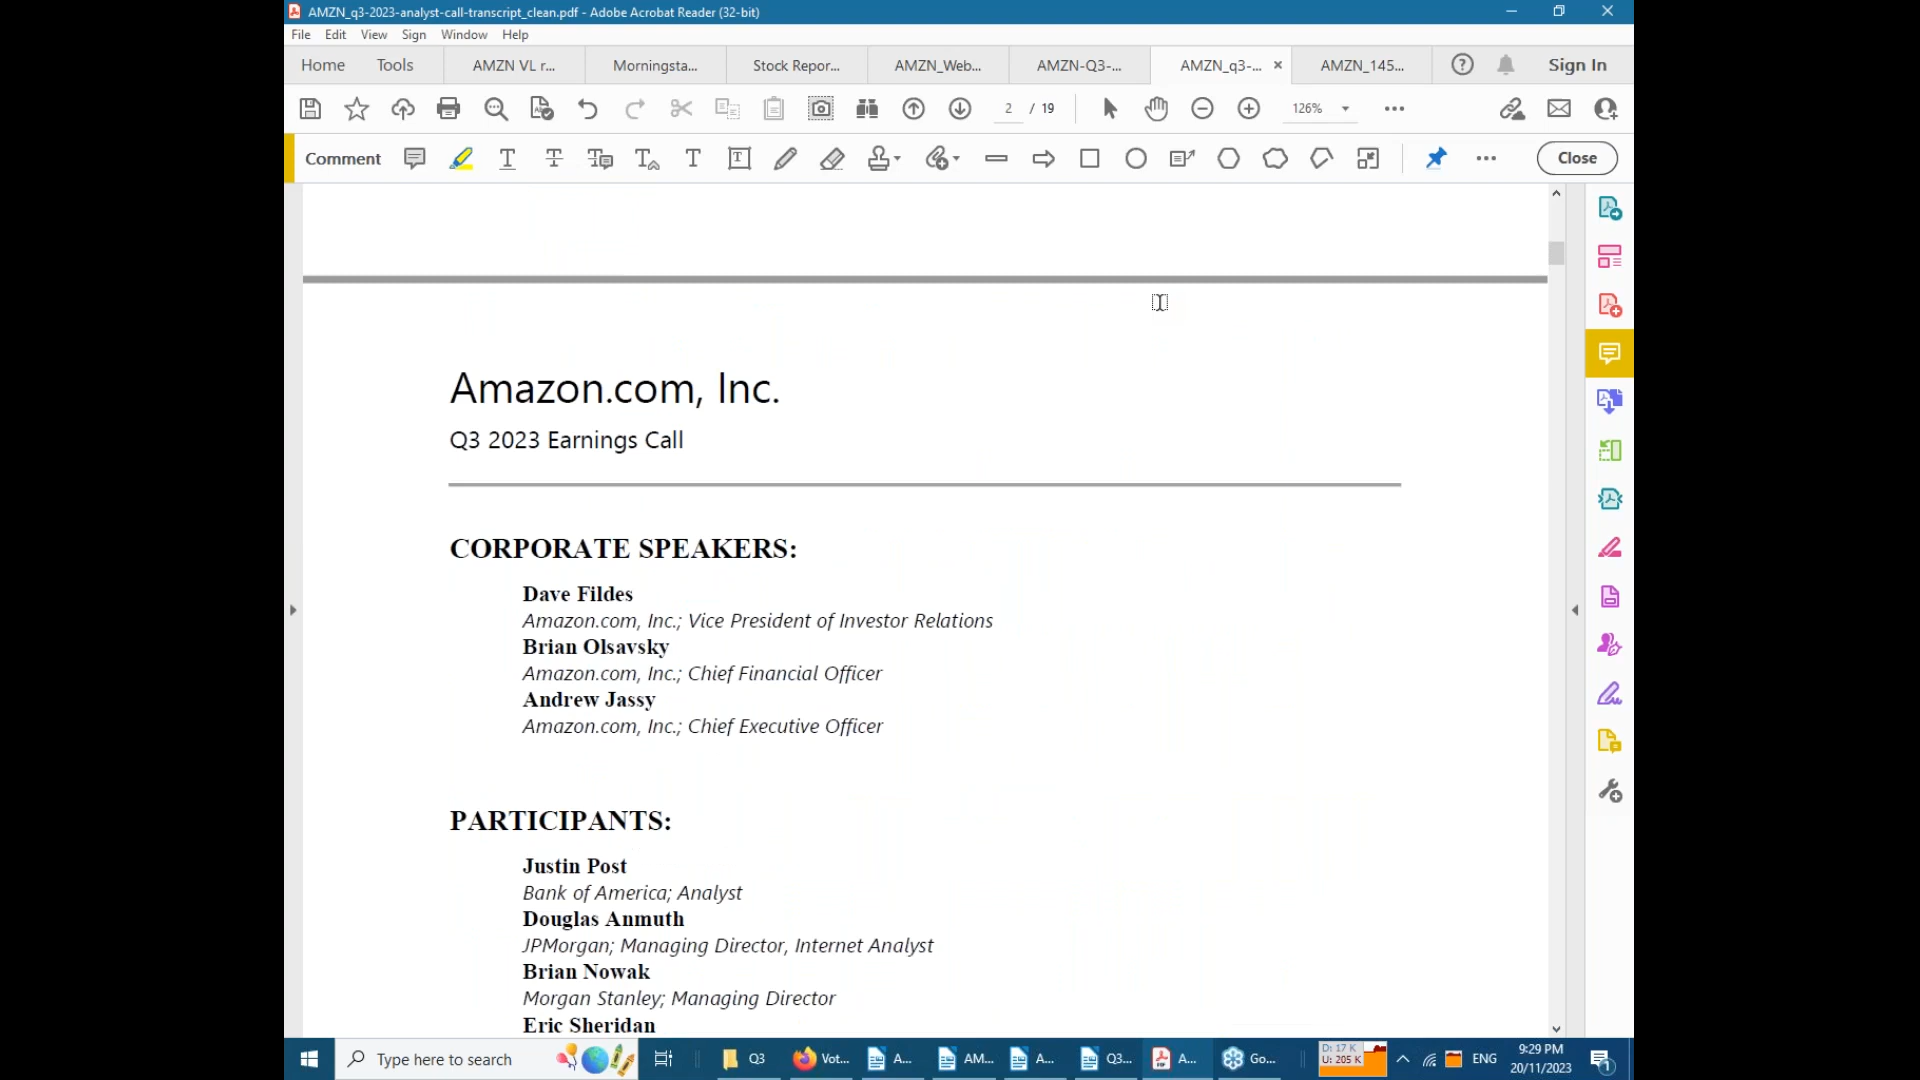 AMZN_q3-2023-analyst-call-transcript_clean.pdf - Adobe Acrobat Reader (32-bit)
File Edit View Sign Window Help
Home Tools AMZN VL r... Morningsta... Stock Repor... AMZN_Web... AMZN-Q3-... AMZN_q3-... AMZN_145... Sign In
2 / 19 126%
Comment Close
Amazon.com, Inc.
Q3 2023 Earnings Call
CORPORATE SPEAKERS:
Dave Fildes
Amazon.com, Inc.; Vice President of Investor Relations
Brian Olsavsky
Amazon.com, Inc.; Chief Financial Officer
Andrew Jassy
Amazon.com, Inc.; Chief Executive Officer
PARTICIPANTS:
Justin Post
Bank of America; Analyst
Douglas Anmuth
JPMorgan; Managing Director, Internet Analyst
Brian Nowak
Morgan Stanley; Managing Director
Eric Sheridan
Type here to search Q3 Vot... A... AM... A... Q3... A... Go... D: 17 K ENG 9:29 PM
U: 205 K 20/11/2023 1